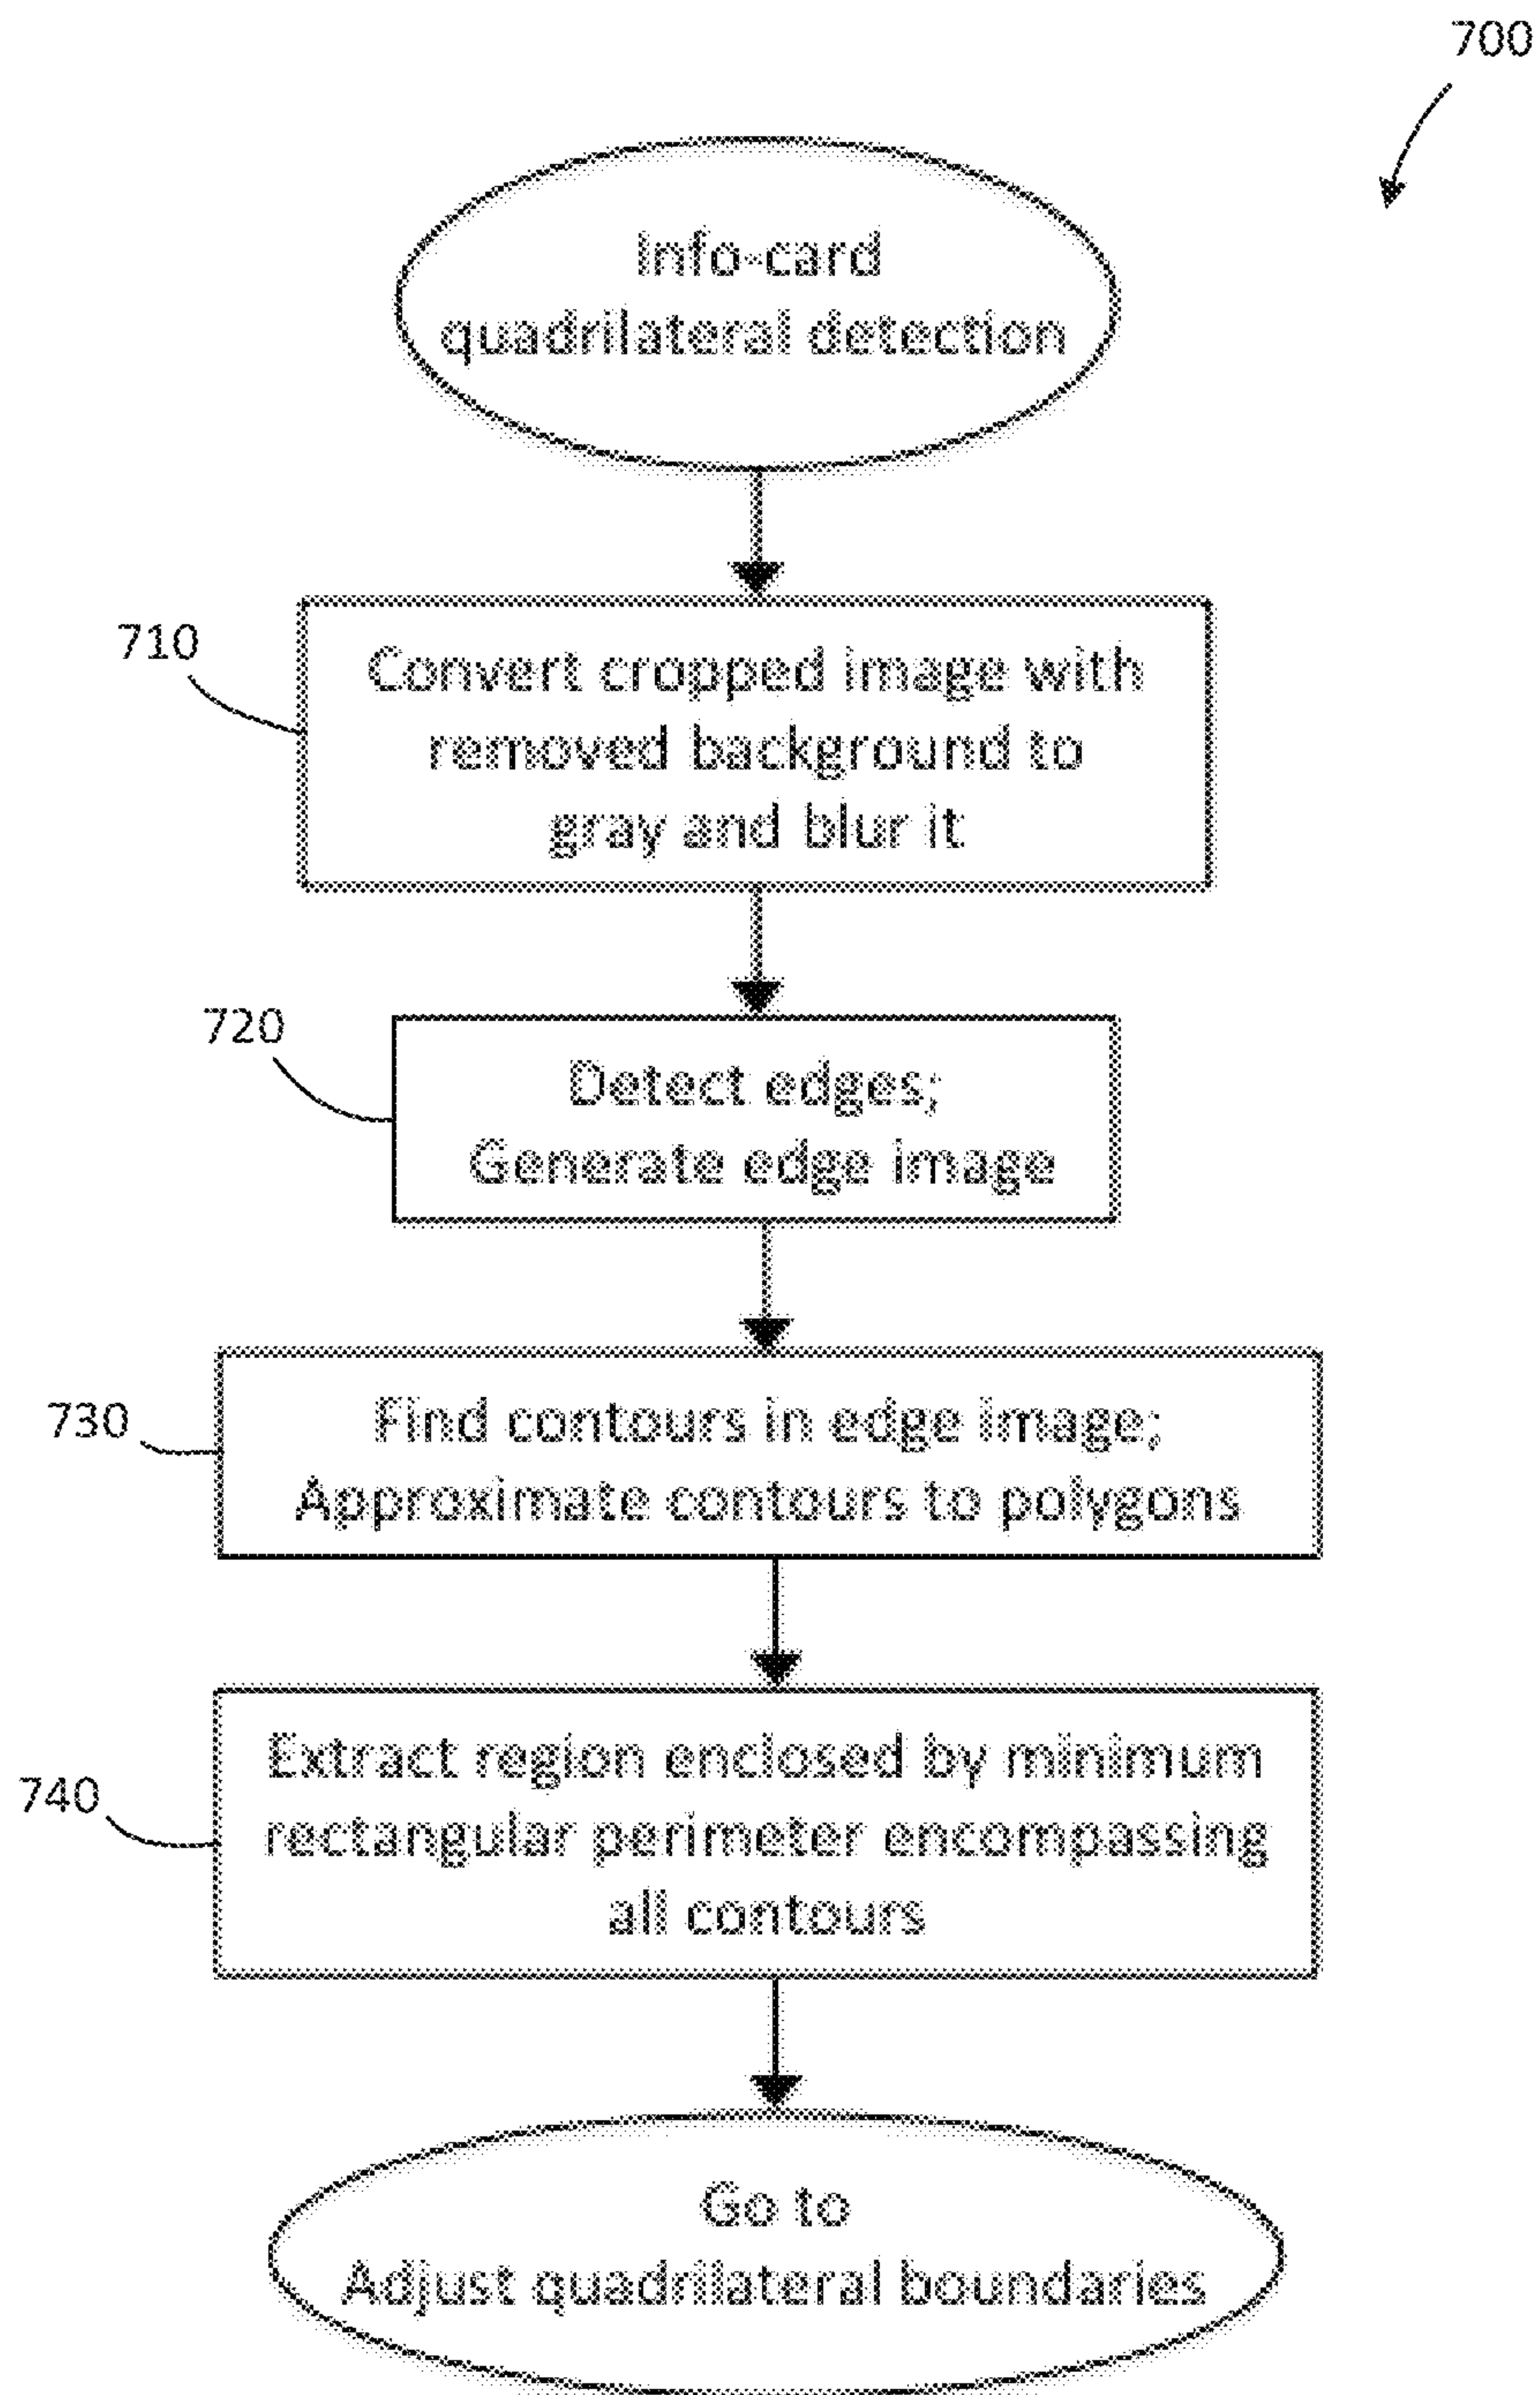 700
Info-card
quadrilateral detection
710
Convert cropped image with
removed background to
gray and blur it
720
Detect edges;
Generate edge image
730
Find contours in edge image;
Approximate contours to polygons
740
Extract region enclosed by minimum
rectangular perimeter encompassing
all contours
Go to
Adjust quadrilateral boundaries